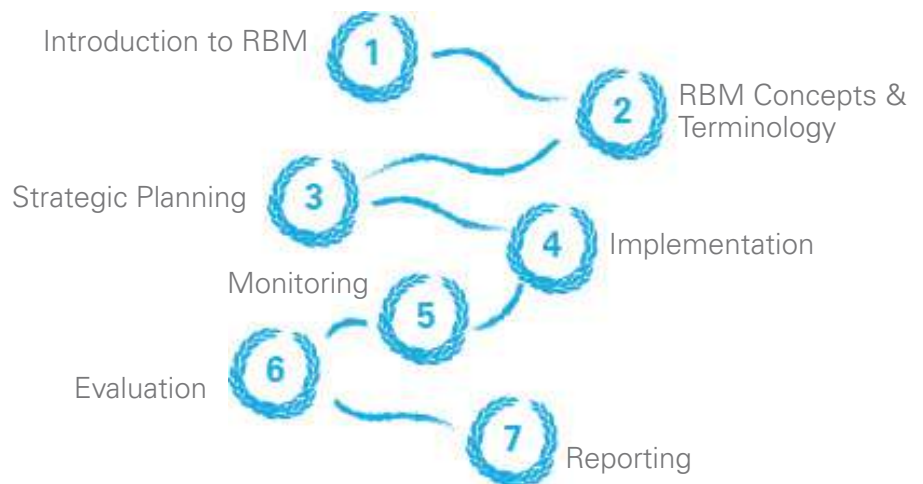 Introduction to RBM
1
2
RBM Concepts &
Terminology
Strategic Planning
3
4
Implementation
Monitoring
5
6
Evaluation
7
Reporting